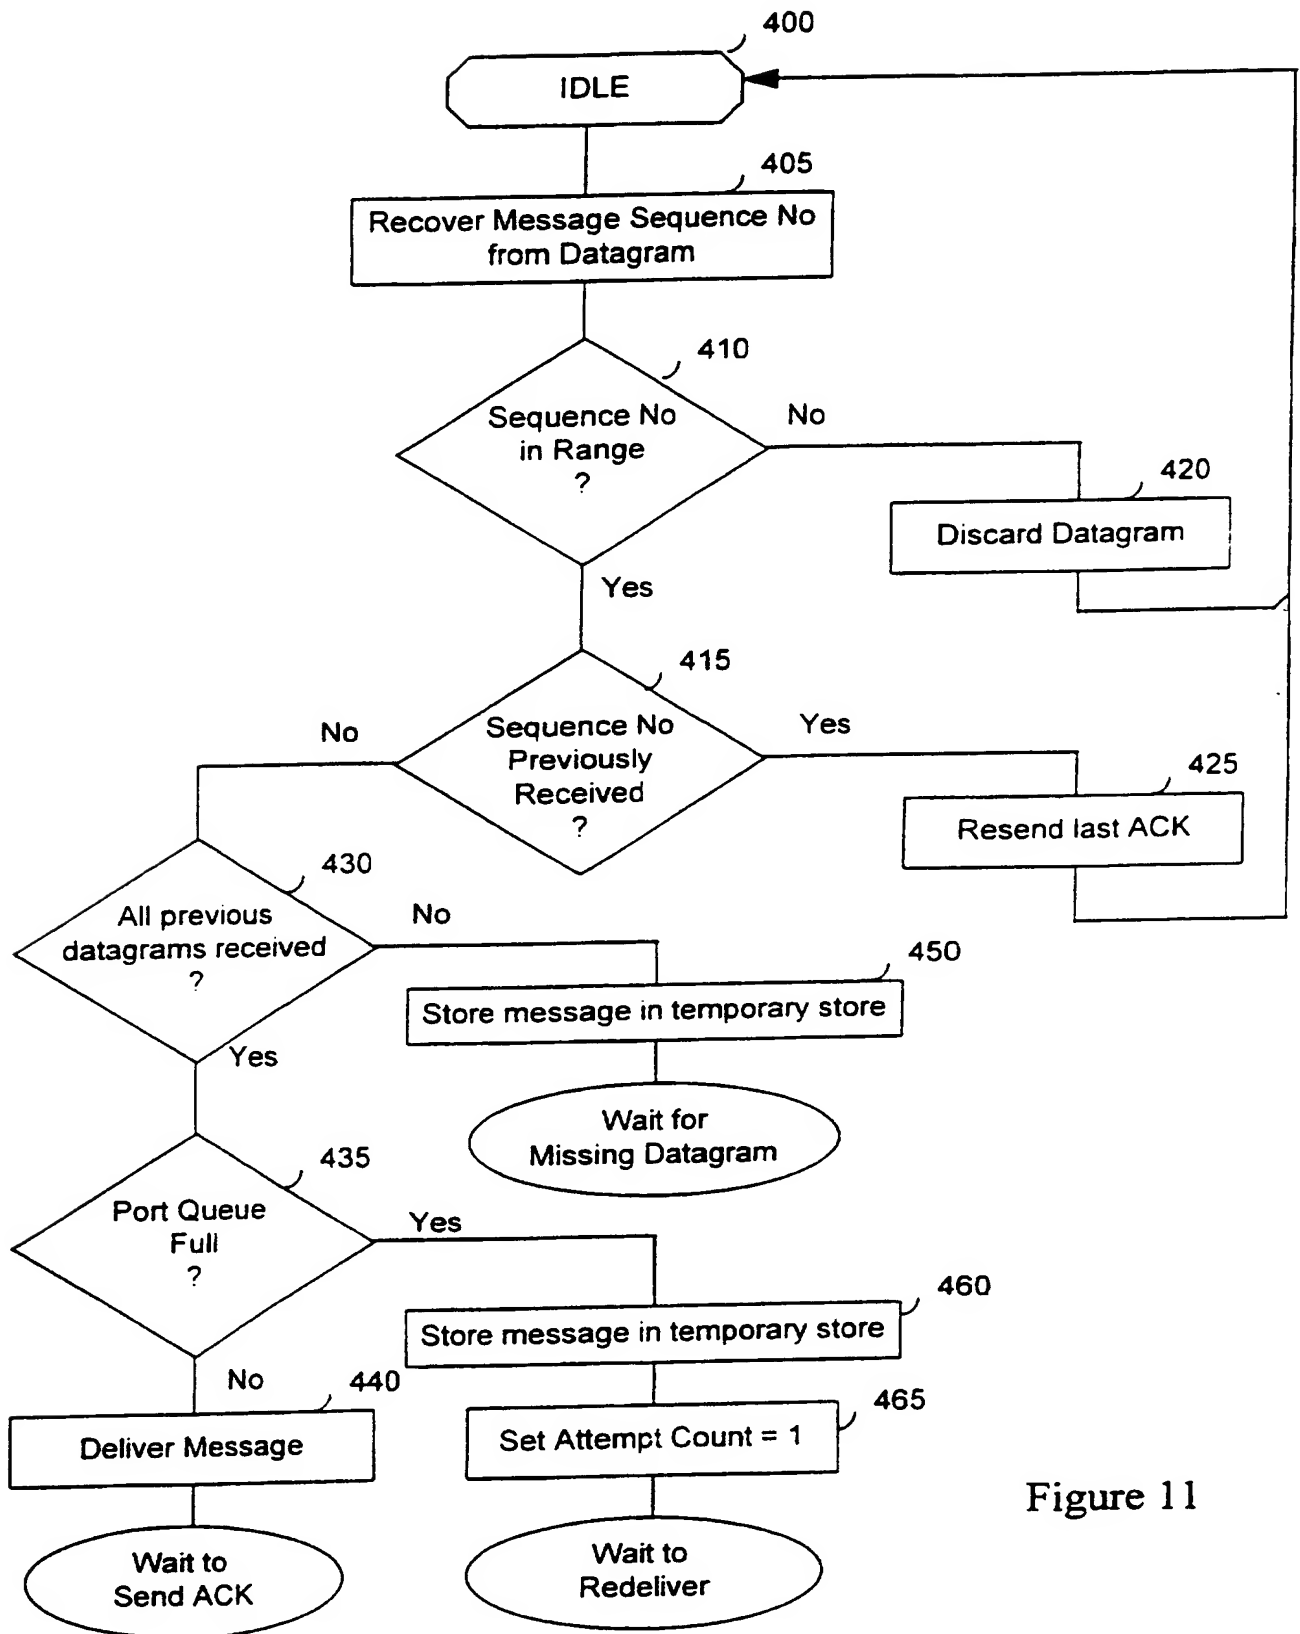 400
IDLE
405
Recover Message Sequence No
from Datagram
410
Sequence No
in Range
?
No
420
Discard Datagram
Yes
415
Sequence No
Previously
Received
?
No
Yes
425
Resend last ACK
430
All previous
datagrams received
?
No
450
Store message in temporary store
Yes
Wait for
Missing Datagram
435
Port Queue
Full
?
Yes
460
Store message in temporary store
No
440
Deliver Message
465
Set Attempt Count = 1
Wait to
Send ACK
Wait to
Redeliver
Figure 11